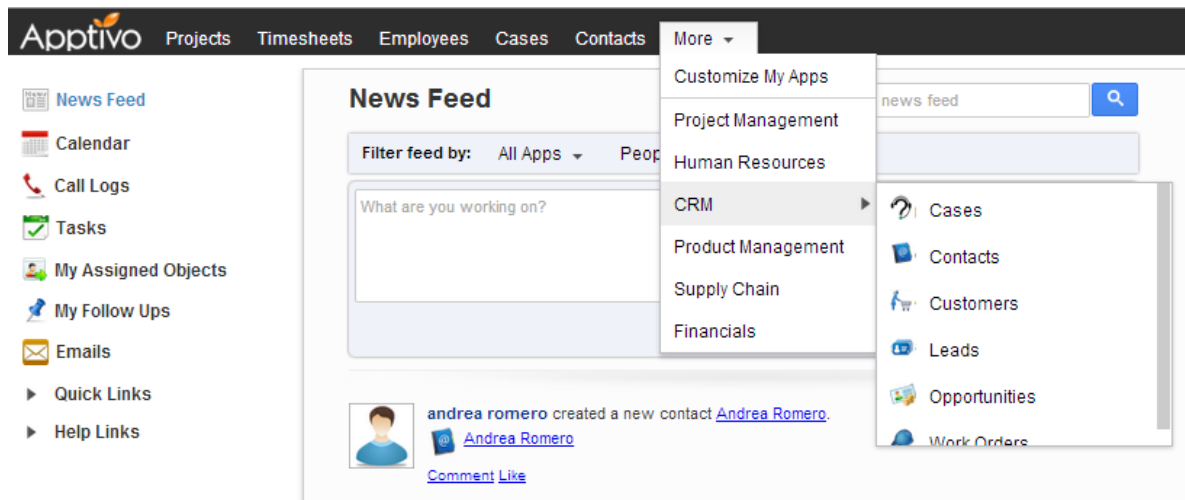 Apptivo Projects Timesheets Employees Cases Contacts More
Customize My Apps
Project Management
Human Resources
CRM
Product Management
Supply Chain
Financials
Cases
Contacts
Customers
Leads
Opportunities
Work Orders
News Feed
Calendar
Call Logs
Tasks
My Assigned Objects
My Follow Ups
Emails
Quick Links
Help Links
News Feed
news feed
Filter feed by: All Apps Peop
What are you working on?
andrea romero created a new contact Andrea Romero.
Andrea Romero
Comment Like